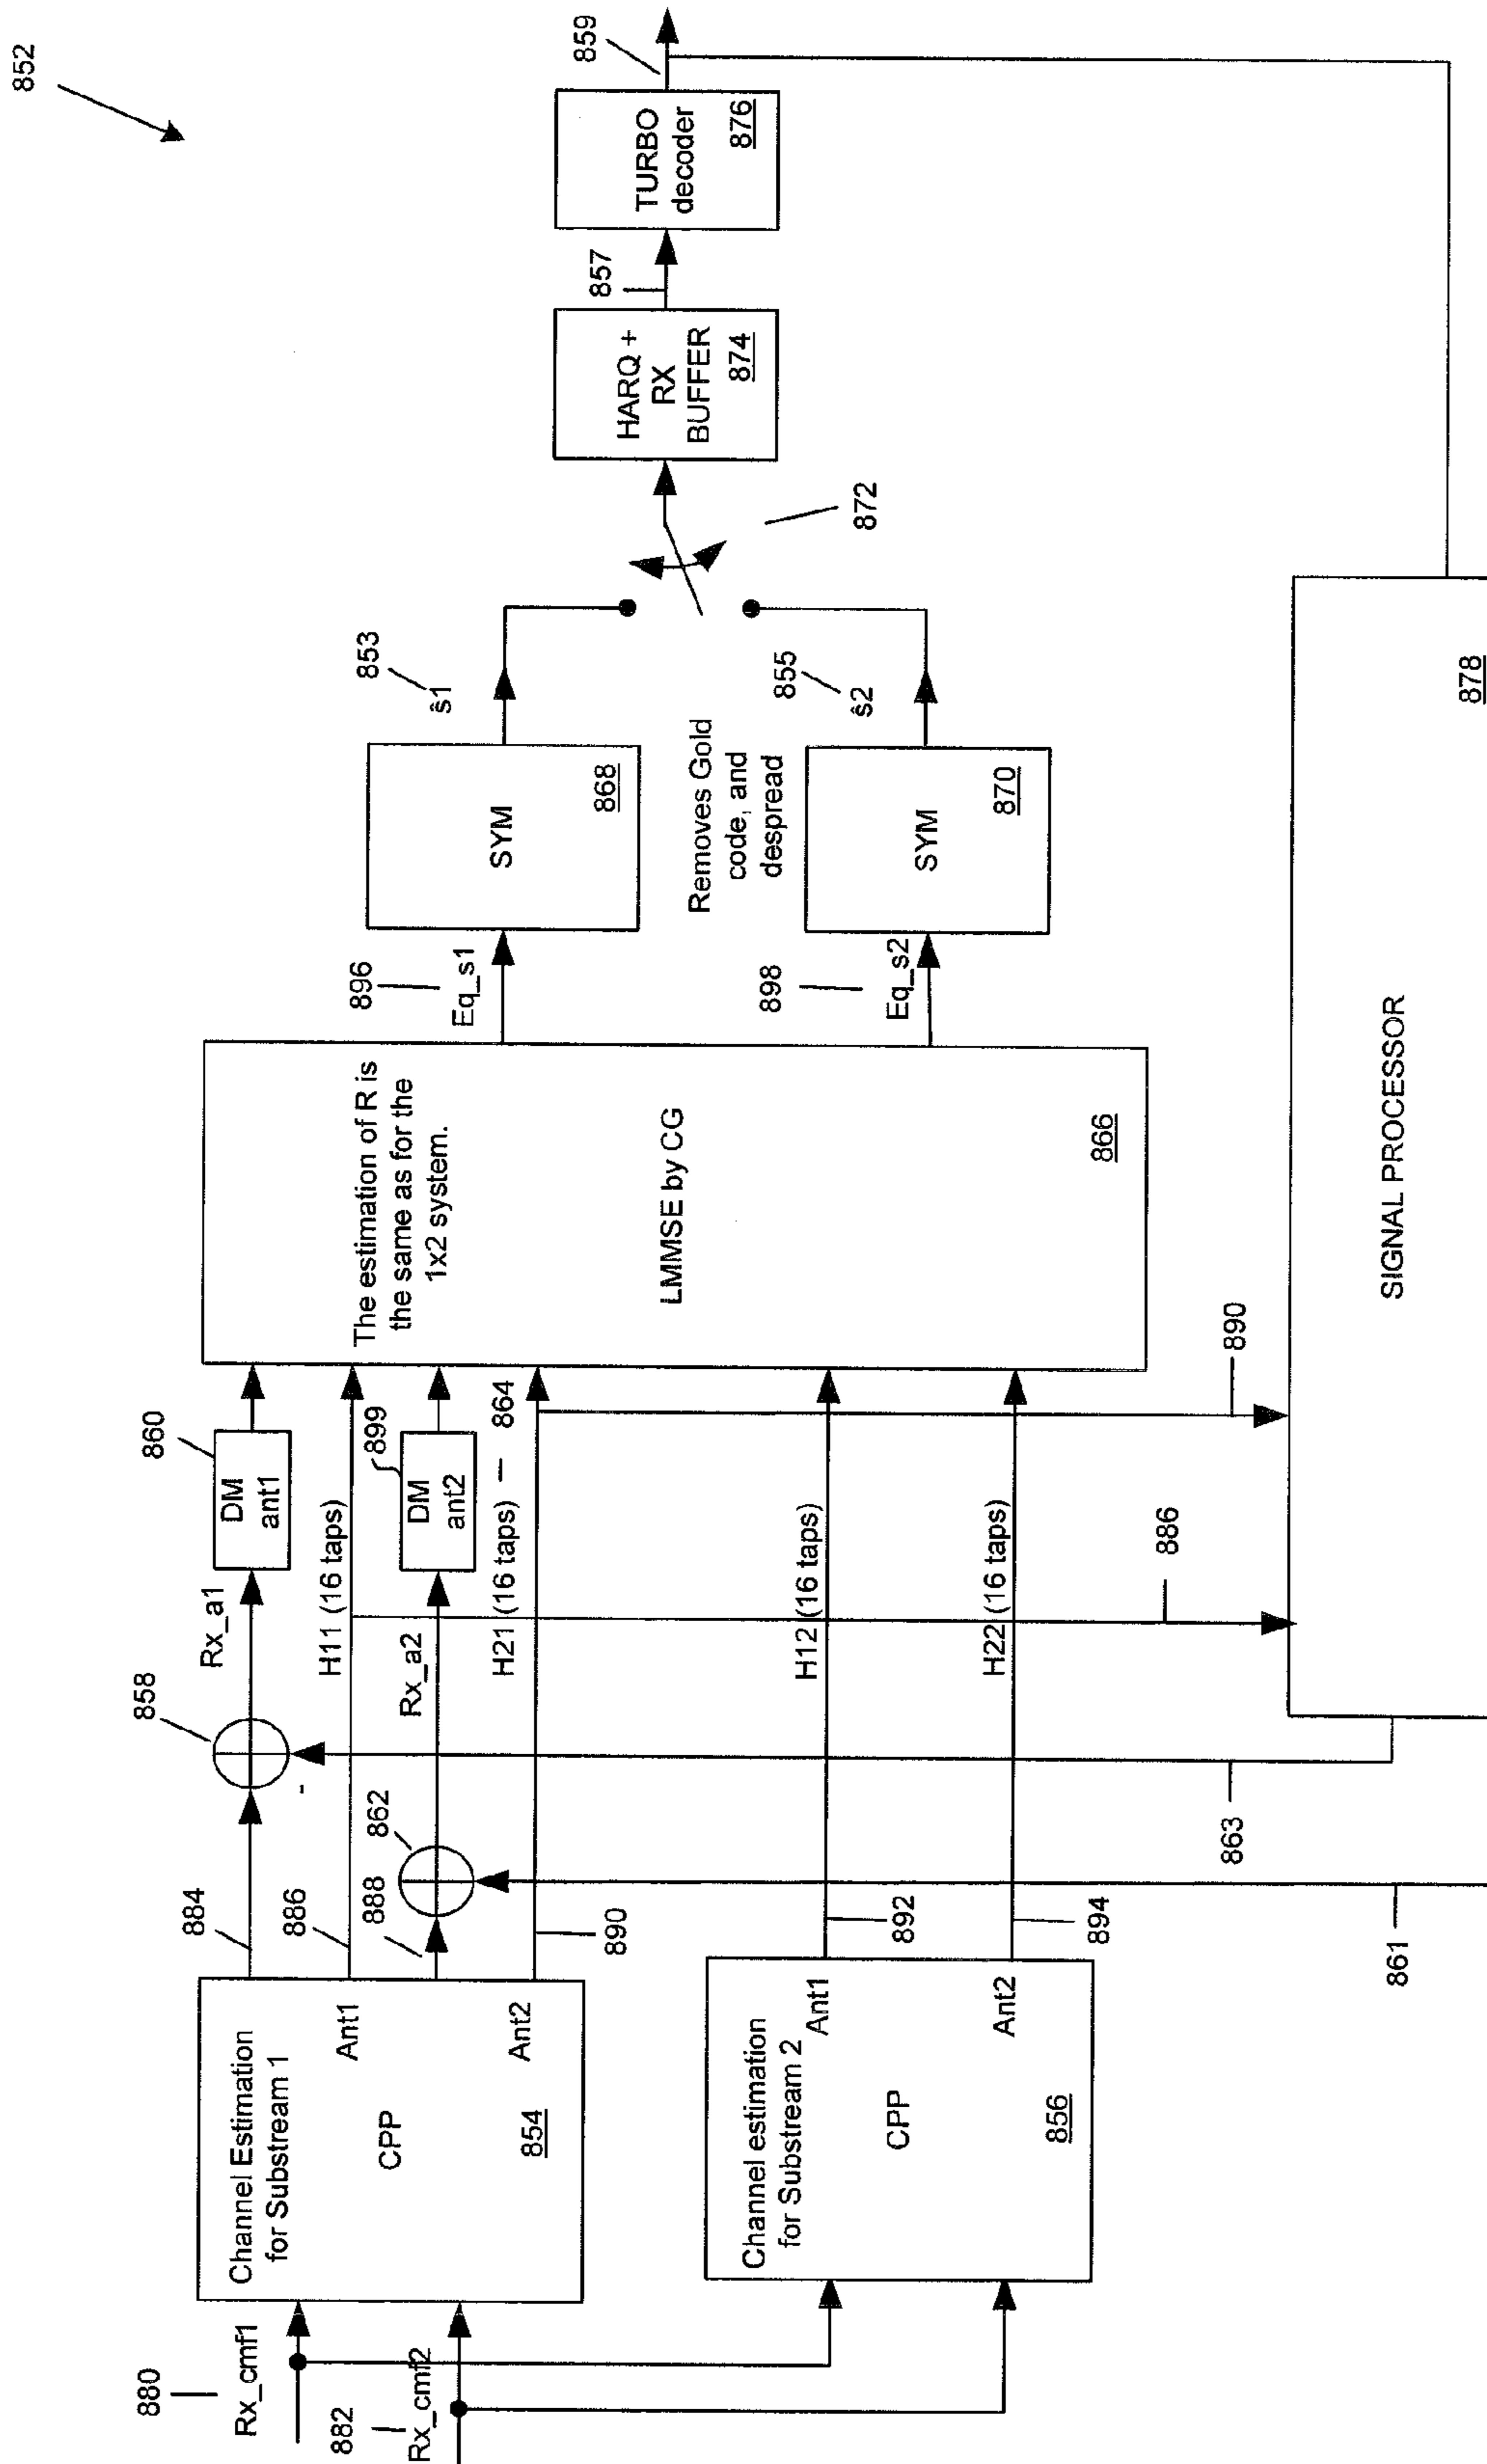 852
880
Rx_cmf1
882
Rx_cmf2
Channel Estimation
for Substream 1
CPP
854
Ant1
Ant2
Channel estimation
for Substream 2
CPP
856
Ant1
Ant2
884
886
888
890
892
894
858
-
862
Rx_a1
H11 (16 taps)
Rx_a2
H21 (16 taps)
864
H12 (16 taps)
H22 (16 taps)
860
DM
ant1
899
DM
ant2
886
890
863
861
The estimation of R is
the same as for the
1x2 system.
LMMSE by CG
866
896
Eq_s1
898
Eq_s2
SYM
868
Removes Gold
code, and
despread
SYM
870
853
ŝ1
855
ŝ2
872
HARQ +
RX
BUFFER
874
857
TURBO
decoder
876
859
SIGNAL PROCESSOR
878